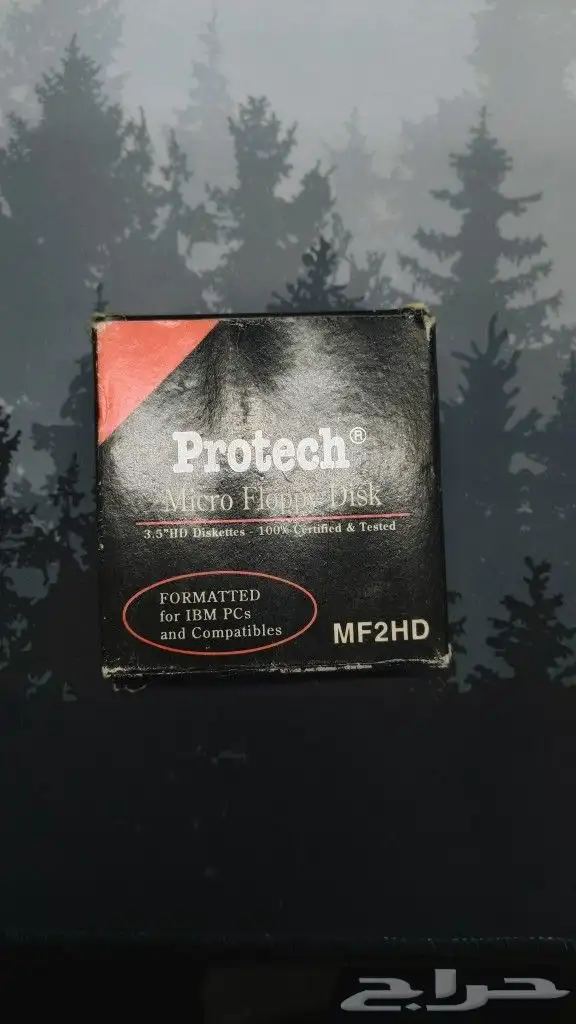 Protech®
Micro Floppy Disk
3.5"HD Diskettes - 100% Certified & Tested
FORMATTED
for IBM PCs
and Compatibles
MF2HD
حراج